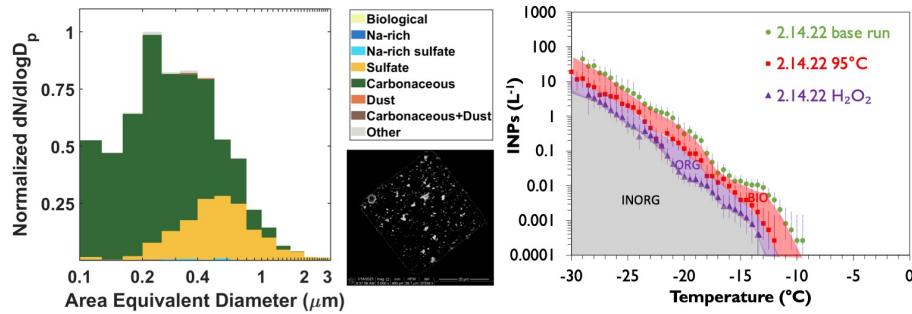 Normalized dN/dlogDp
1
0.75
0.5
0.25
0.1
0.2
0.4
1
2
3
Area Equivalent Diameter (μm)
Biological
Na-rich
Na-rich sulfate
Sulfate
Carbonaceous
Dust
Carbonaceous+Dust
Other
INPs (L-1)
1000
100
10
1
0.1
0.01
0.001
0.0001
2.14.22 base run
2.14.22 95°C
2.14.22 H2O2
ORG
BIO
INORG
-30
-25
-20
-15
-10
-5
Temperature (°C)